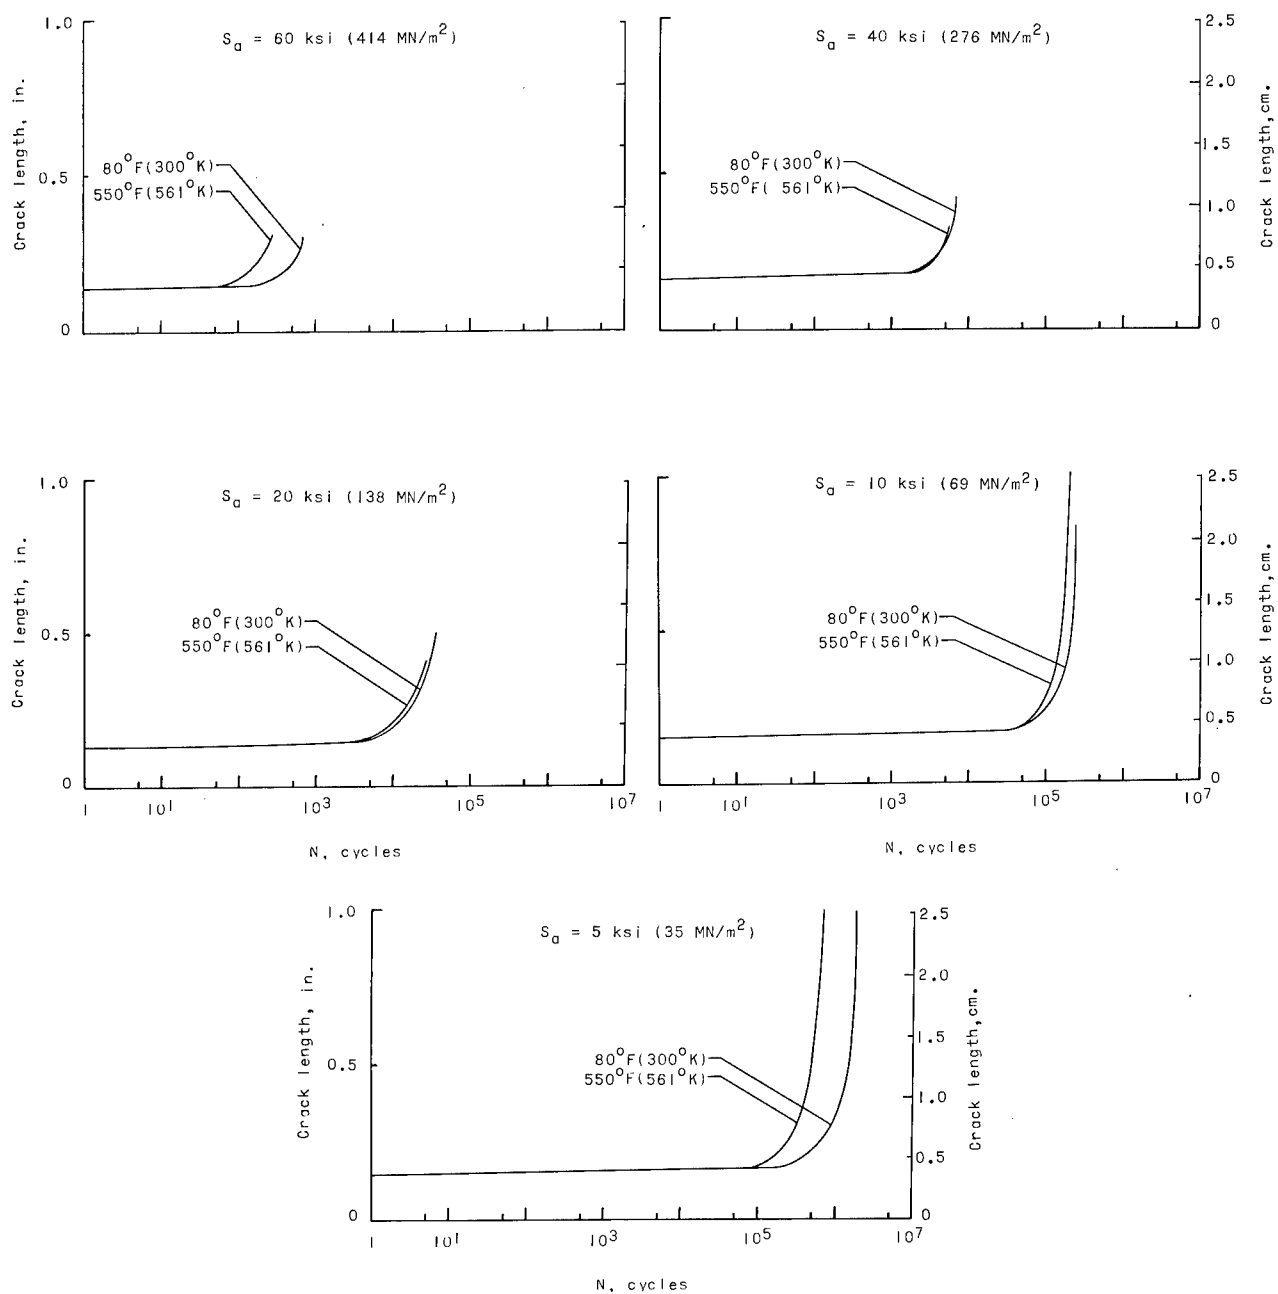 1.0
S_a = 60 ksi (414 MN/m²)
Crack length, in.
80°F(300°K)
0.5
550°F(561°K)
0
S_a = 40 ksi (276 MN/m²)
2.5
2.0
80°F(300°K)
1.5
550°F( 561°K)
1.0
0.5
0
Crack length,cm.
1.0
S_a = 20 ksi (138 MN/m²)
Crack length, in.
80°F(300°K)
0.5
550°F(561°K)
0
1 10¹ 10³ 10⁵ 10⁷
N, cycles
S_a = 10 ksi (69 MN/m²)
2.5
2.0
80°F(300°K)
1.5
550°F(561°K)
1.0
0.5
0
Crack length,cm.
1 10¹ 10³ 10⁵ 10⁷
N, cycles
1.0
S_a = 5 ksi (35 MN/m²)
2.5
Crack length, in.
2.0
80°F(300°K)
0.5
550°F(561°K)
1.5
1.0
0.5
0
0
Crack length,cm.
1 10¹ 10³ 10⁵ 10⁷
N, cycles